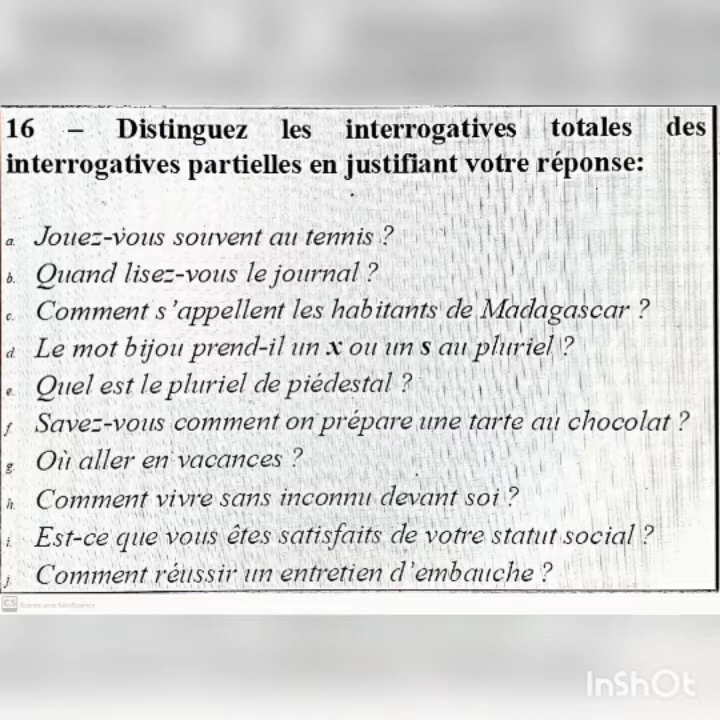 16 – Distinguez les interrogatives totales des
interrogatives partielles en justifiant votre réponse:
a. Jouez-vous souvent au tennis ?
b. Quand lisez-vous le journal ?
c. Comment s'appellent les habitants de Madagascar ?
d. Le mot bijou prend-il un x ou un s au pluriel ?
e. Quel est le pluriel de piédestal ?
f. Savez-vous comment on prépare une tarte au chocolat ?
g. Où aller en vacances ?
h. Comment vivre sans inconnu devant soi ?
i. Est-ce que vous êtes satisfaits de votre statut social ?
j. Comment réussir un entretien d'embauche ?
CS
InShOt